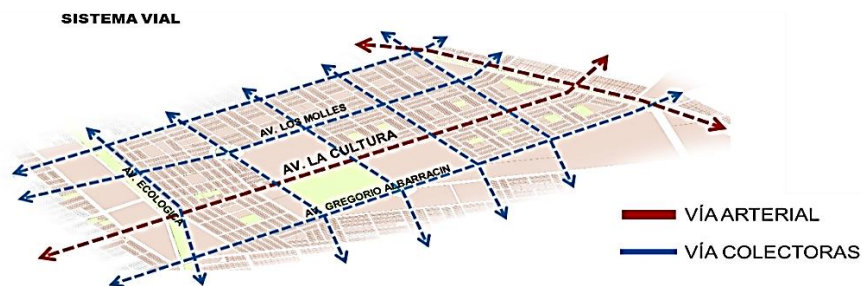 SISTEMA VIAL
AV. LOS MOLLES
AV. LA CULTURA
AV. ECOLOGICA
AV. GREGORIO ALBARRACIN
VÍA ARTERIAL
VÍA COLECTORAS